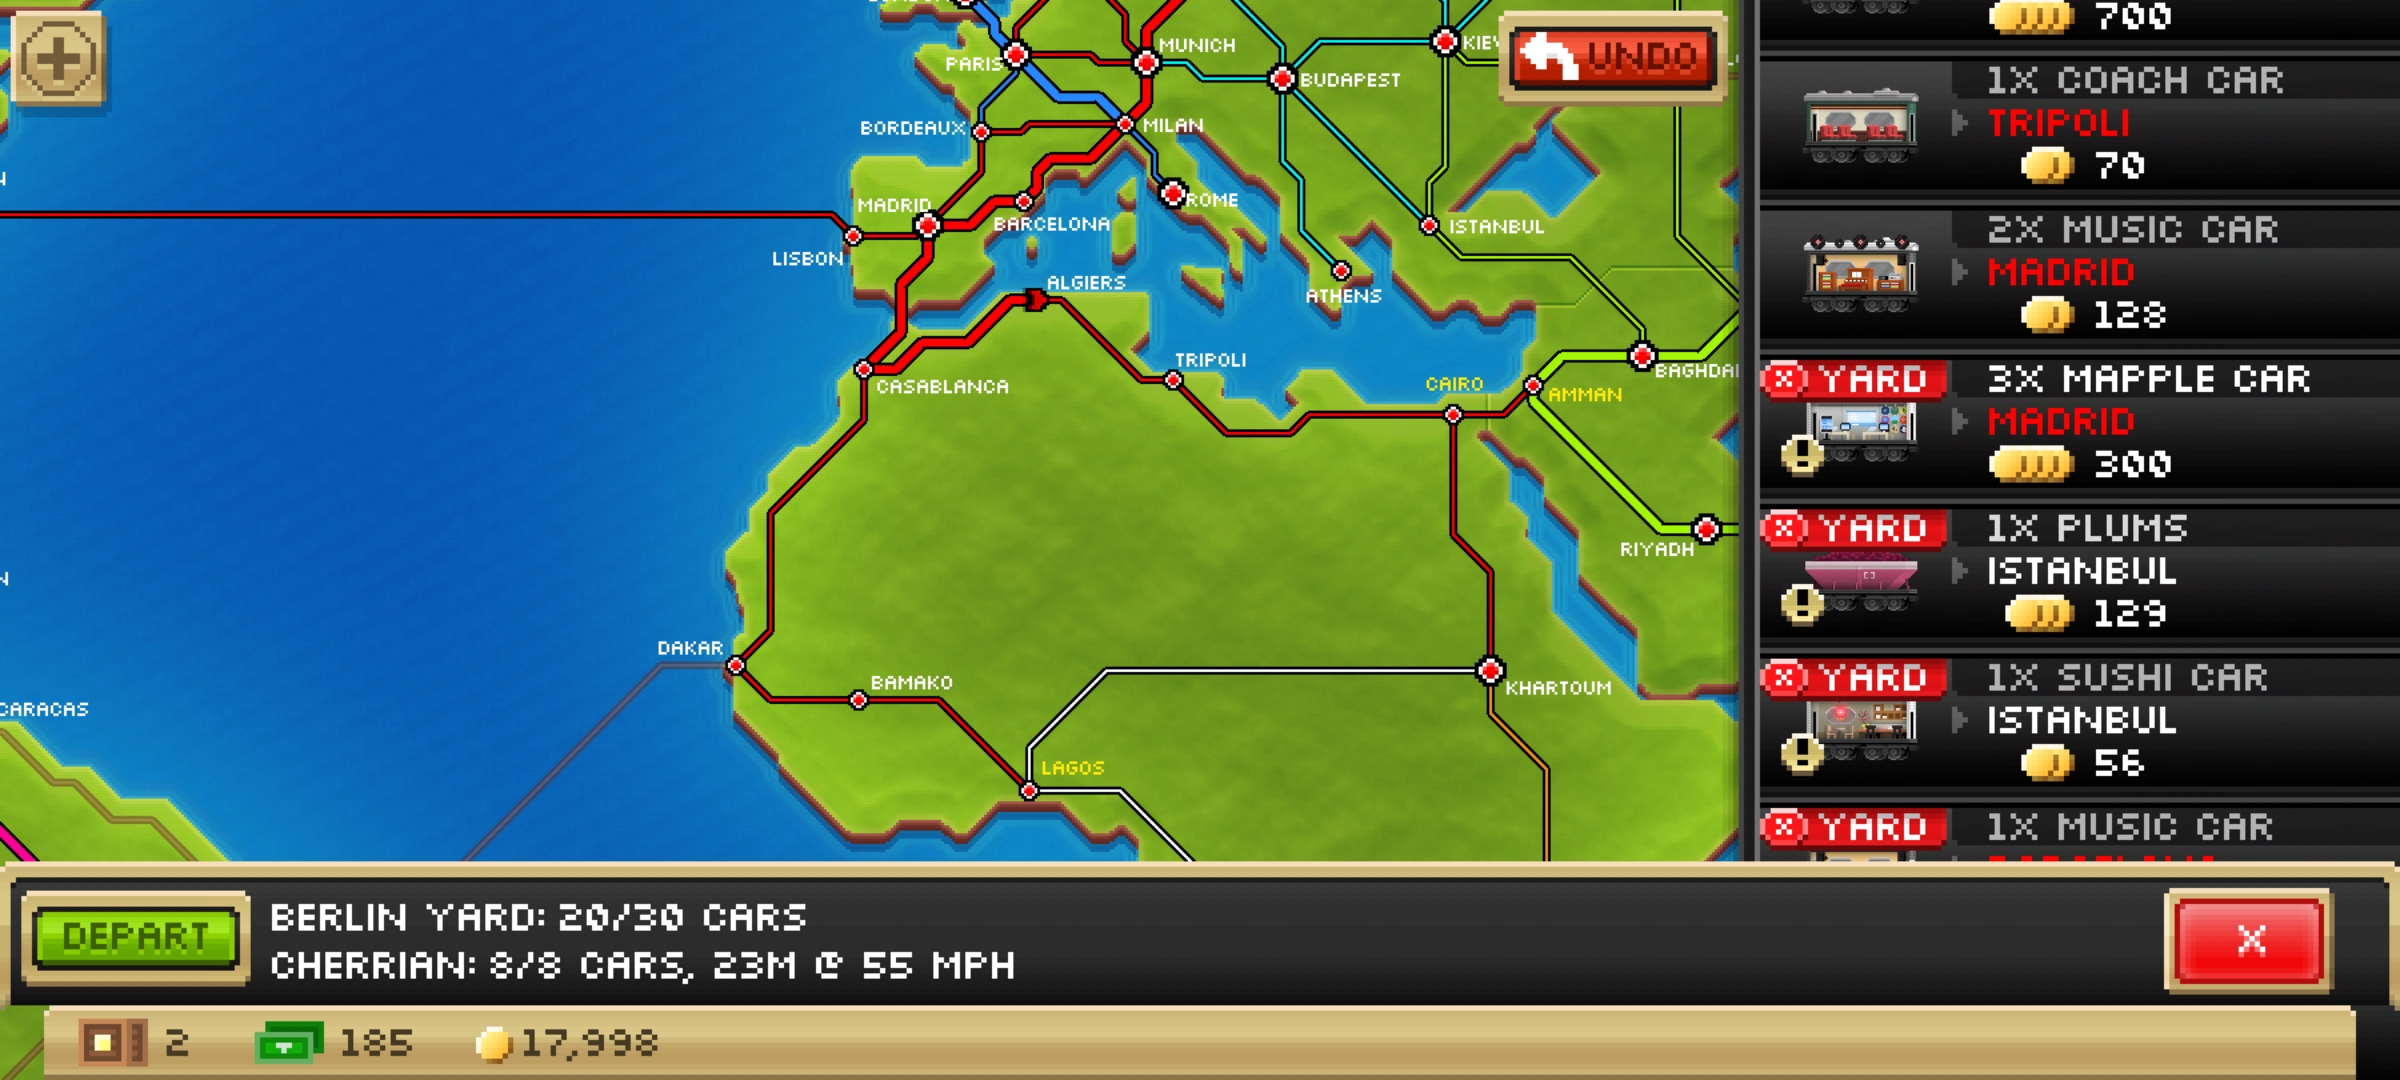 PARIS
MUNICH
KIEV
UNDO
BUDAPEST
BORDEAUX
MILAN
MADRID
ROME
BARCELONA
LISBON
ISTANBUL
ALGIERS
ATHENS
TRIPOLI
CAIRO
BAGHDA
CASABLANCA
AMMAN
RIYADH
DAKAR
BAMAKO
KHARTOUM
CARACAS
LAGOS
700
1X COACH CAR
TRIPOLI
70
2X MUSIC CAR
MADRID
128
YARD 3X MAPPLE CAR
MADRID
300
YARD 1X PLUMS
ISTANBUL
129
YARD 1X SUSHI CAR
ISTANBUL
56
YARD 1X MUSIC CAR
DEPART
BERLIN YARD: 20/30 CARS
CHERRIAN: 8/8 CARS, 23M @ 55 MPH
X
2 185 17,998